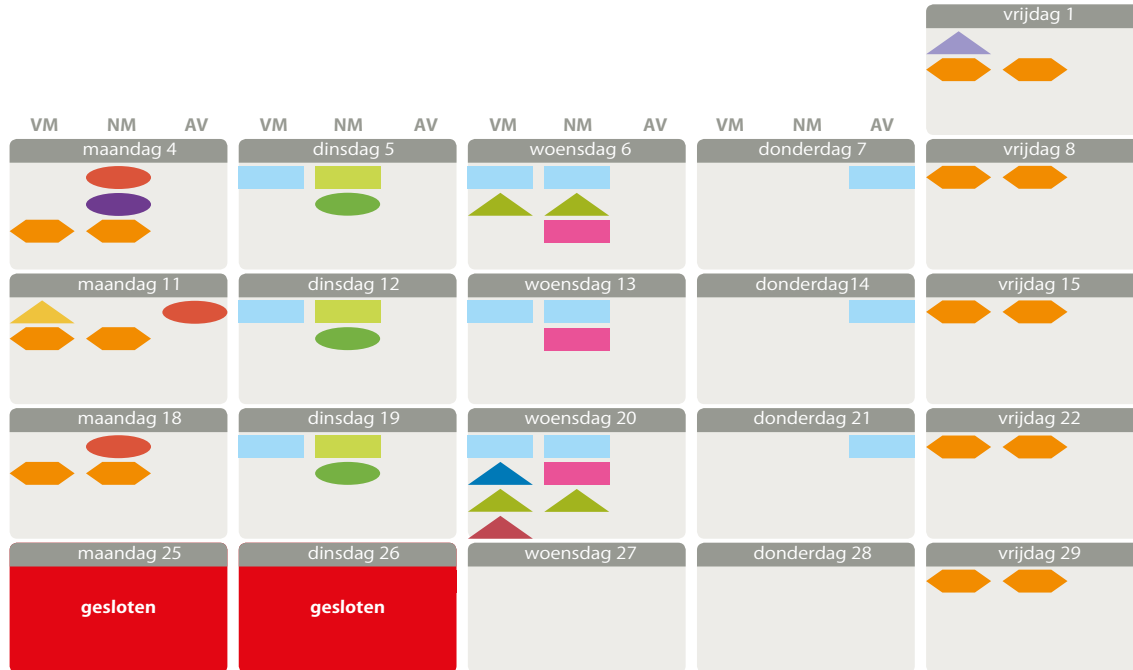 vrijdag 1
VM NM AV VM NM AV VM NM AV VM NM AV
maandag 4 dinsdag 5 woensdag 6 donderdag 7 vrijdag 8
maandag 11 dinsdag 12 woensdag 13 donderdag14 vrijdag 15
maandag 18 dinsdag 19 woensdag 20 donderdag 21 vrijdag 22
maandag 25 dinsdag 26 woensdag 27 donderdag 28 vrijdag 29
gesloten gesloten